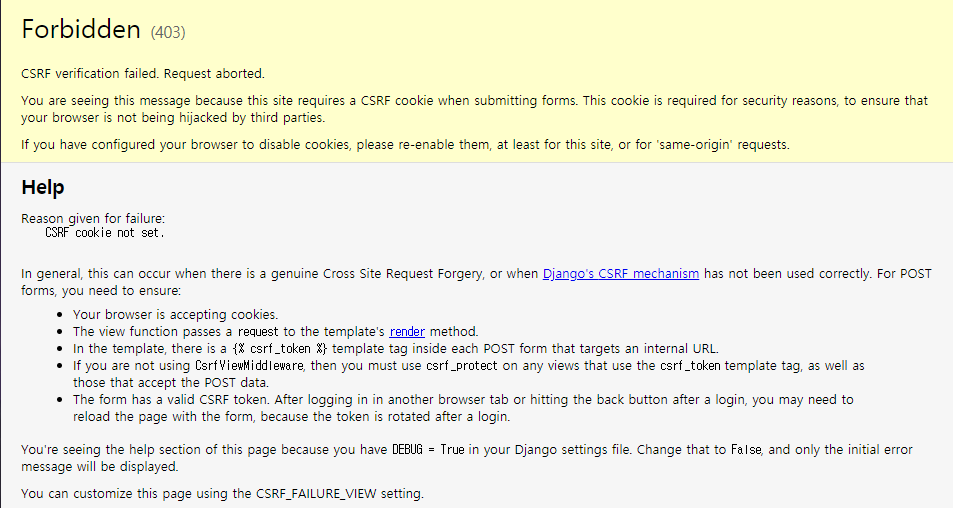 Forbidden (403)
CSRF verification failed. Request aborted.
You are seeing this message because this site requires a CSRF cookie when submitting forms. This cookie is required for security reasons, to ensure that
your browser is not being hijacked by third parties.
If you have configured your browser to disable cookies, please re-enable them, at least for this site, or for 'same-origin' requests.
Help
Reason given for failure:
CSRF cookie not set.
In general, this can occur when there is a genuine Cross Site Request Forgery, or when Django's CSRF mechanism has not been used correctly. For POST
forms, you need to ensure:
• Your browser is accepting cookies.
• The view function passes a request to the template's render method.
• In the template, there is a {% csrf_token %} template tag inside each POST form that targets an internal URL.
• If you are not using CsrfViewMiddleware, then you must use csrf_protect on any views that use the csrf_token template tag, as well as
those that accept the POST data.
• The form has a valid CSRF token. After logging in in another browser tab or hitting the back button after a login, you may need to
reload the page with the form, because the token is rotated after a login.
You're seeing the help section of this page because you have DEBUG = True in your Django settings file. Change that to False, and only the initial error
message will be displayed.
You can customize this page using the CSRF_FAILURE_VIEW setting.